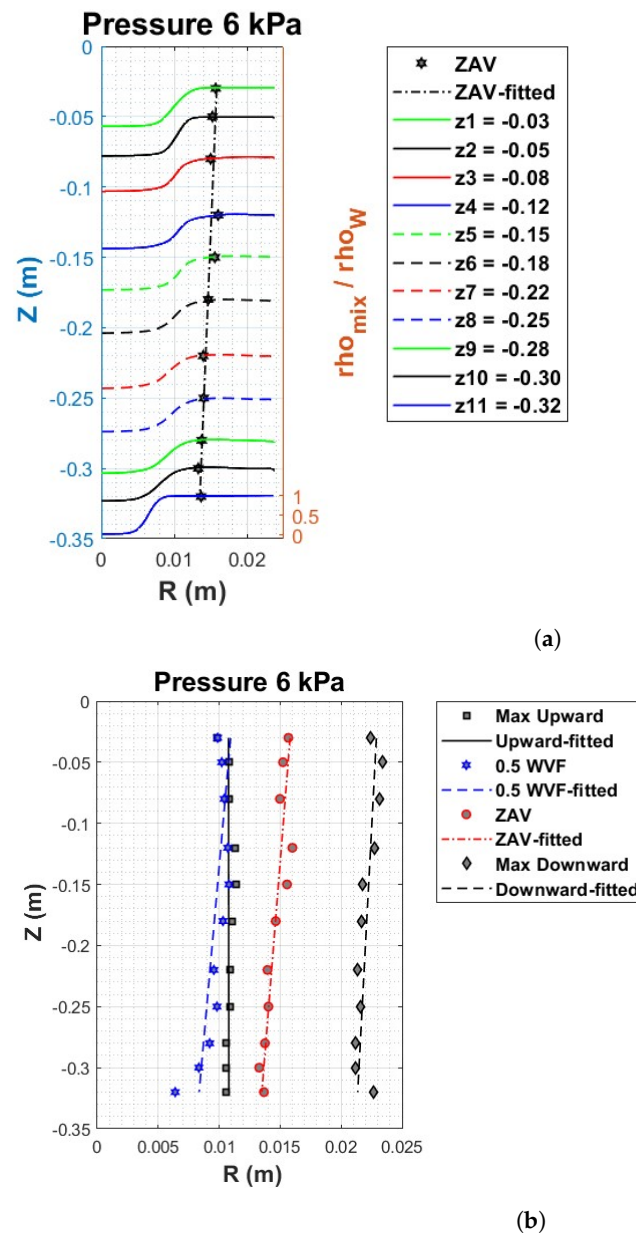 Pressure 6 kPa
0
-0.05
-0.1
-0.15
-0.2
-0.25
-0.3
-0.35
Z (m)
0
0.01
0.02
R (m)
1
0.5
0
rho_mix / rho_W
ZAV
ZAV-fitted
z1 = -0.03
z2 = -0.05
z3 = -0.08
z4 = -0.12
z5 = -0.15
z6 = -0.18
z7 = -0.22
z8 = -0.25
z9 = -0.28
z10 = -0.30
z11 = -0.32
(a)
Pressure 6 kPa
0
-0.05
-0.1
-0.15
-0.2
-0.25
-0.3
-0.35
Z (m)
0
0.005
0.01
0.015
0.02
0.025
R (m)
Max Upward
Upward-fitted
0.5 WVF
0.5 WVF-fitted
ZAV
ZAV-fitted
Max Downward
Downward-fitted
(b)